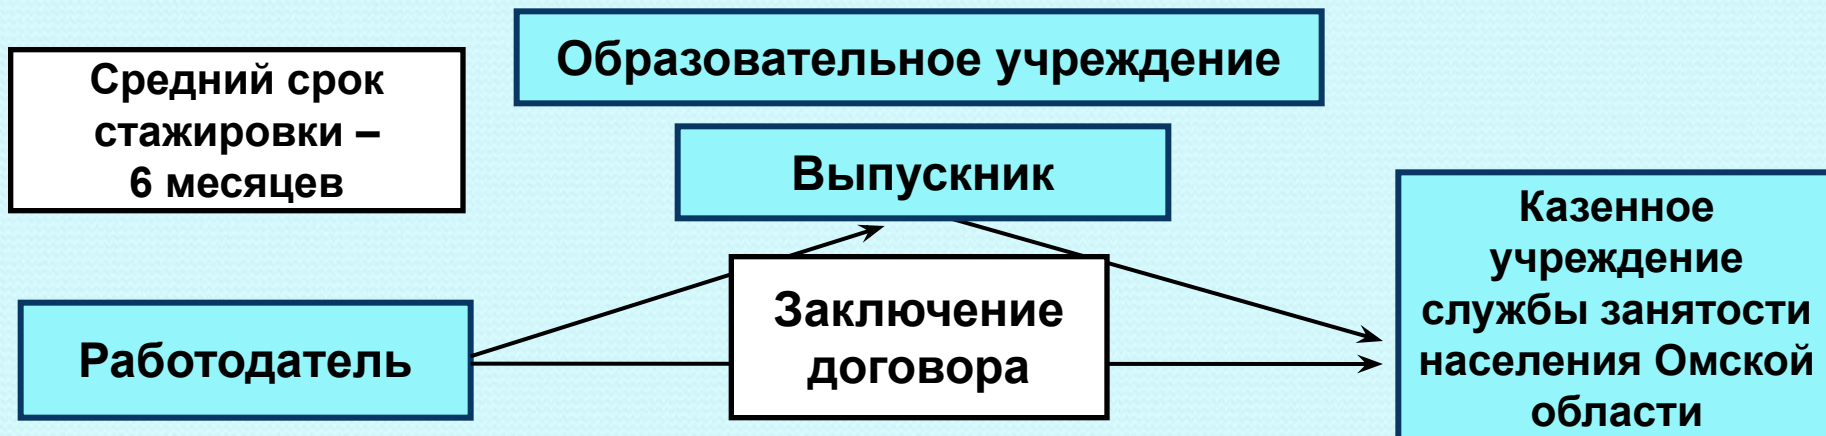 Образовательное учреждение
Средний срок
стажировки –
6 месяцев
Выпускник
Казенное
учреждение
службы занятости
населения Омской
области
Заключение
договора
Работодатель